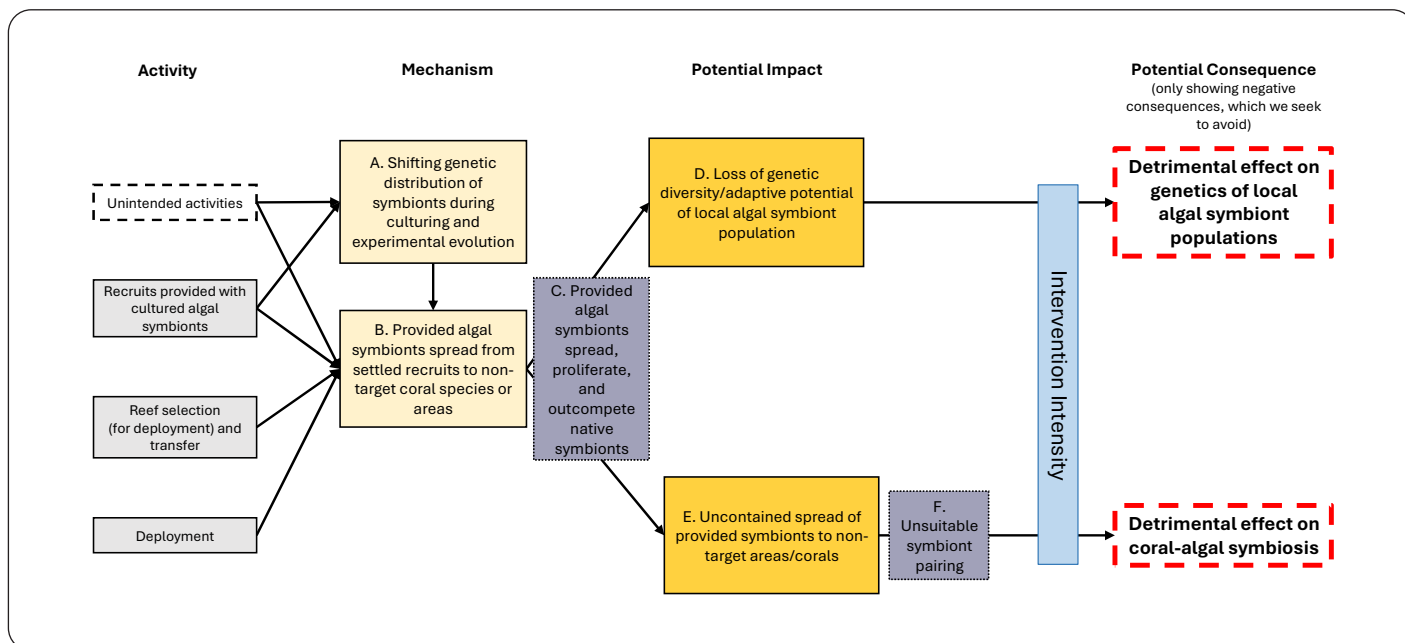 Activity
Mechanism
Potential Impact
Potential Consequence
(only showing negative
consequences, which we seek
to avoid)
Unintended activities
Recruits provided with
cultured algal
symbionts
Reef selection
(for deployment) and
transfer
Deployment
A. Shifting genetic
distribution of
symbionts during
culturing and
experimental evolution
B. Provided algal
symbionts spread from
settled recruits to non-
target coral species or
areas
C. Provided
algal
symbionts
spread,
proliferate,
and
outcompete
native
symbionts
D. Loss of genetic
diversity/adaptive potential
of local algal symbiont
population
E. Uncontained spread of
provided symbionts to non-
target areas/corals
F.
Unsuitable
symbiont
pairing
Intervention Intensity
Detrimental effect on
genetics of local
algal symbiont
populations
Detrimental effect on
coral-algal symbiosis